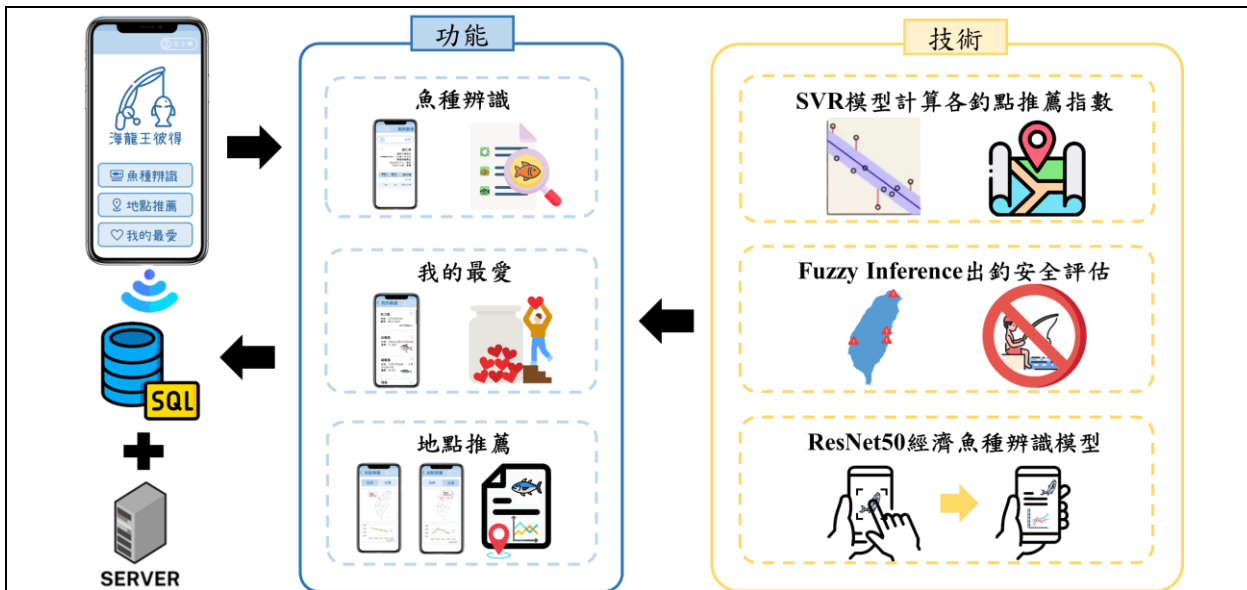 海龍王彼得
魚種辨識
地點推薦
我的最愛
SQL
SERVER
功能
魚種辨識
我的最愛
地點推薦
技術
SVR模型計算各釣點推薦指數
Fuzzy Inference出釣安全評估
ResNet50經濟魚種辨識模型